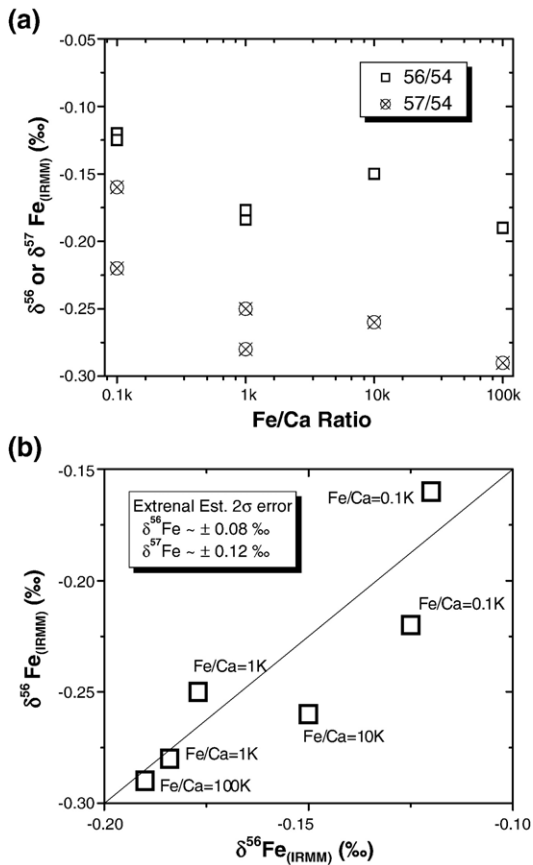 (a)
-0.05
-0.10
-0.15
-0.20
-0.25
-0.30
δ⁵⁶ or δ⁵⁷ Fe(IRMM) (‰)
56/54
57/54
0.1k 1k 10k 100k
Fe/Ca Ratio
(b)
-0.15
-0.20
-0.25
-0.30
δ⁵⁶Fe(IRMM) (‰)
Extrenal Est. 2σ error
δ⁵⁶Fe ~ ± 0.08 ‰
δ⁵⁷Fe ~ ± 0.12 ‰
Fe/Ca=0.1K
Fe/Ca=0.1K
Fe/Ca=1K
Fe/Ca=10K
Fe/Ca=1K
Fe/Ca=100K
-0.20 -0.15 -0.10
δ⁵⁶Fe(IRMM) (‰)